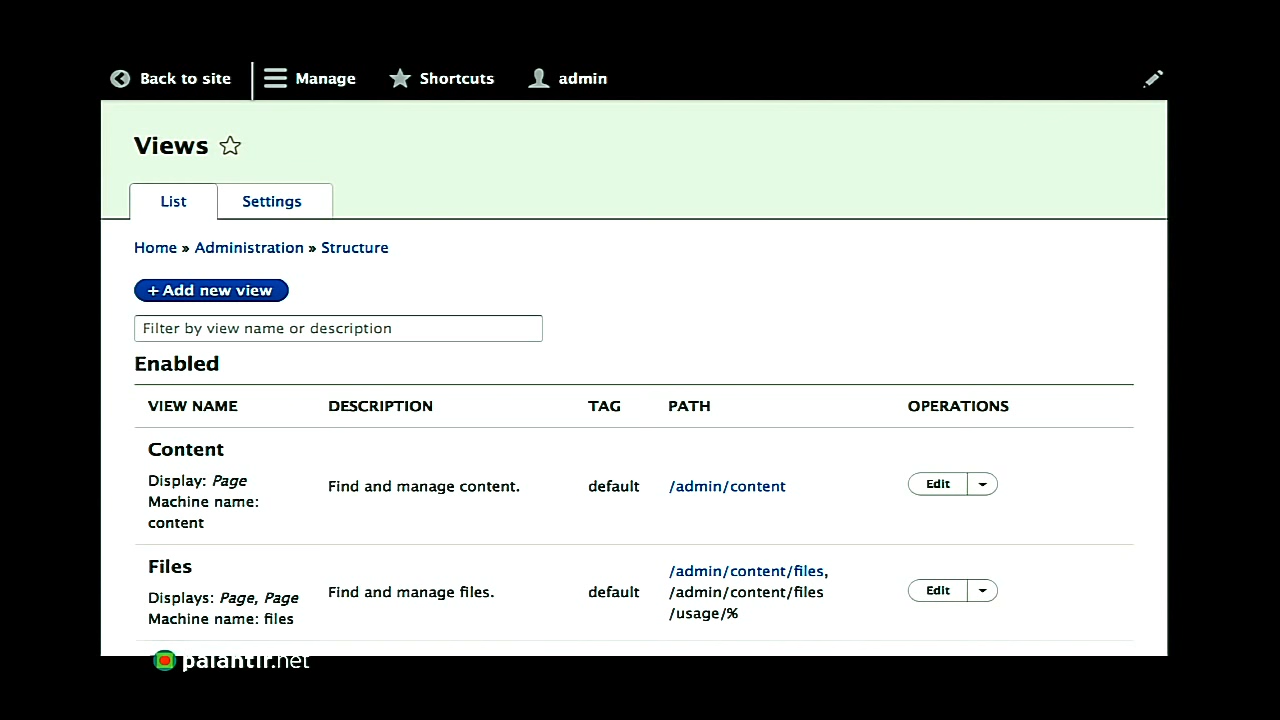 Back to site Manage Shortcuts admin
Views
List Settings
Home » Administration » Structure
+ Add new view
Filter by view name or description
Enabled
VIEW NAME DESCRIPTION TAG PATH OPERATIONS
Content
Display: Page
Machine name:
content
Find and manage content.
default
/admin/content
Edit
Files
Displays: Page, Page
Machine name: files
Find and manage files.
default
/admin/content/files,
/admin/content/files
/usage/%
Edit
palantir.net